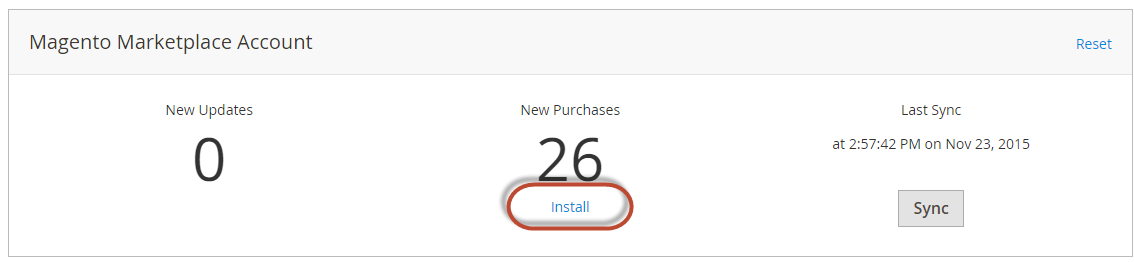 Magento Marketplace Account
Reset
New Updates
New Purchases
Last Sync
0
26
at 2:57:42 PM on Nov 23, 2015
Install
Sync